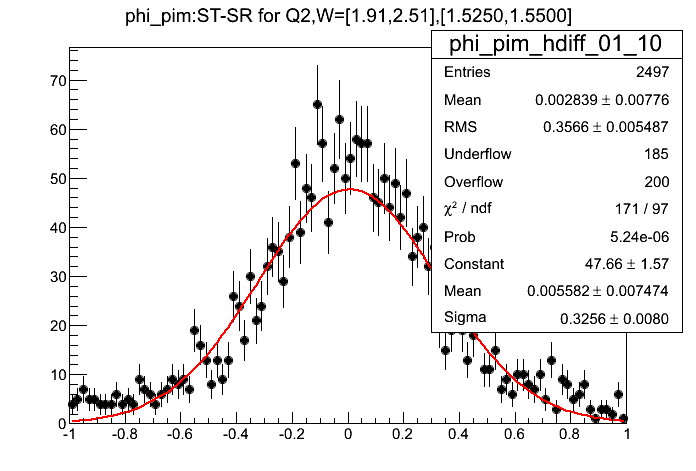 phi_pim:ST-SR for Q2,W=[1.91,2.51],[1.5250,1.5500]
phi_pim_hdiff_01_10
Entries 2497
Mean 0.002839 ± 0.00776
RMS 0.3566 ± 0.005487
Underflow 185
Overflow 200
χ² / ndf 171 / 97
Prob 5.24e-06
Constant 47.66 ± 1.57
Mean 0.005582 ± 0.007474
Sigma 0.3256 ± 0.0080
70
60
50
40
30
20
10
0
-1 -0.8 -0.6 -0.4 -0.2 0 0.2 0.4 0.6 0.8 1